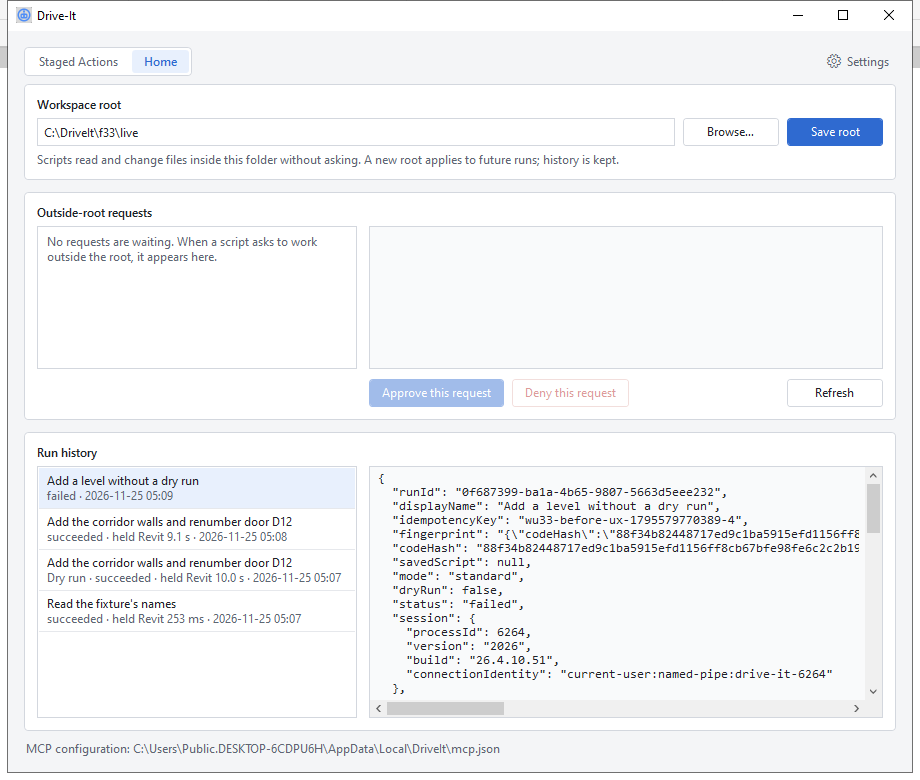 Drive-It
Staged Actions
Home
Settings
Workspace root
C:\DriveIt\f33\live
Browse...
Save root
Scripts read and change files inside this folder without asking. A new root applies to future runs; history is kept.
Outside-root requests
No requests are waiting. When a script asks to work
outside the root, it appears here.
Approve this request
Deny this request
Refresh
Run history
Add a level without a dry run
failed · 2026-11-25 05:09
Add the corridor walls and renumber door D12
succeeded · held Revit 9.1 s · 2026-11-25 05:08
Add the corridor walls and renumber door D12
Dry run · succeeded · held Revit 10.0 s · 2026-11-25 05:07
Read the fixture's names
succeeded · held Revit 253 ms · 2026-11-25 05:07
{
"runId": "0f687399-ba1a-4b65-9807-5663d5eee232",
"displayName": "Add a level without a dry run",
"idempotencyKey": "wu33-before-ux-1795579770389-4",
"fingerprint": "{\"codeHash\":\"88f34b82448717ed9c1ba5915efd1156ff8
"codeHash": "88f34b82448717ed9c1ba5915efd1156ff8cb67bfe98fe6c2c2b19
"savedScript": null,
"mode": "standard",
"dryRun": false,
"status": "failed",
"session": {
"processId": 6264,
"version": "2026",
"build": "26.4.10.51",
"connectionIdentity": "current-user:named-pipe:drive-it-6264"
},
MCP configuration: C:\Users\Public.DESKTOP-6CDPU6H\AppData\Local\DriveIt\mcp.json